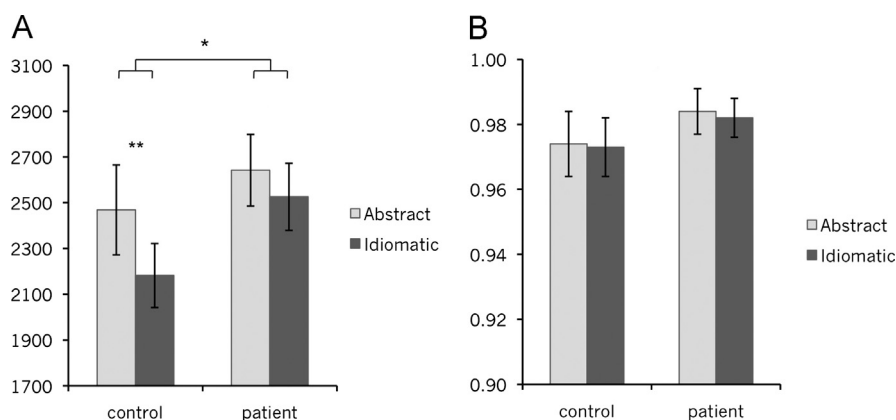 A
*
3100
2900
2700
2500
2300
2100
1900
1700
**
control
patient
Abstract
Idiomatic
B
1.00
0.98
0.96
0.94
0.92
0.90
control
patient
Abstract
Idiomatic